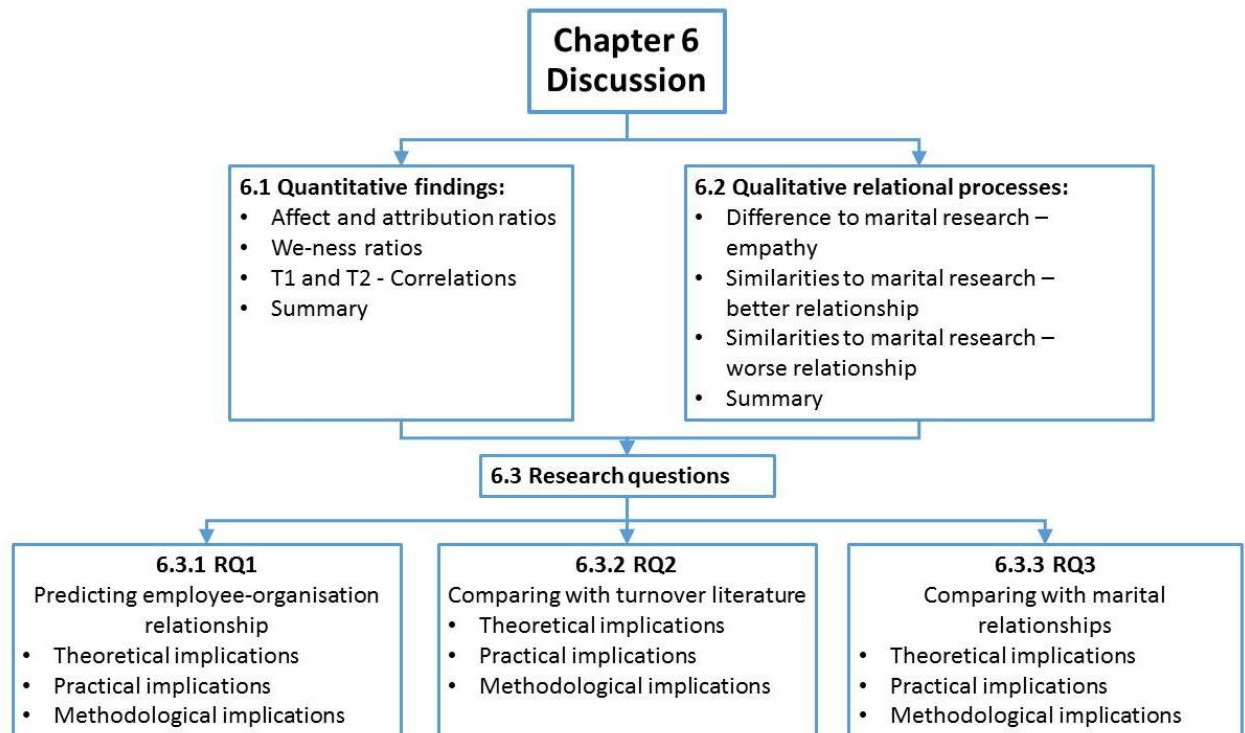 Chapter 6
Discussion
6.1 Quantitative findings:
• Affect and attribution ratios
• We-ness ratios
• T1 and T2 - Correlations
• Summary
6.2 Qualitative relational processes:
• Difference to marital research –
empathy
• Similarities to marital research –
better relationship
• Similarities to marital research –
worse relationship
• Summary
6.3 Research questions
6.3.1 RQ1
Predicting employee-organisation
relationship
• Theoretical implications
• Practical implications
• Methodological implications
6.3.2 RQ2
Comparing with turnover literature
• Theoretical implications
• Practical implications
• Methodological implications
6.3.3 RQ3
Comparing with marital
relationships
• Theoretical implications
• Practical implications
• Methodological implications